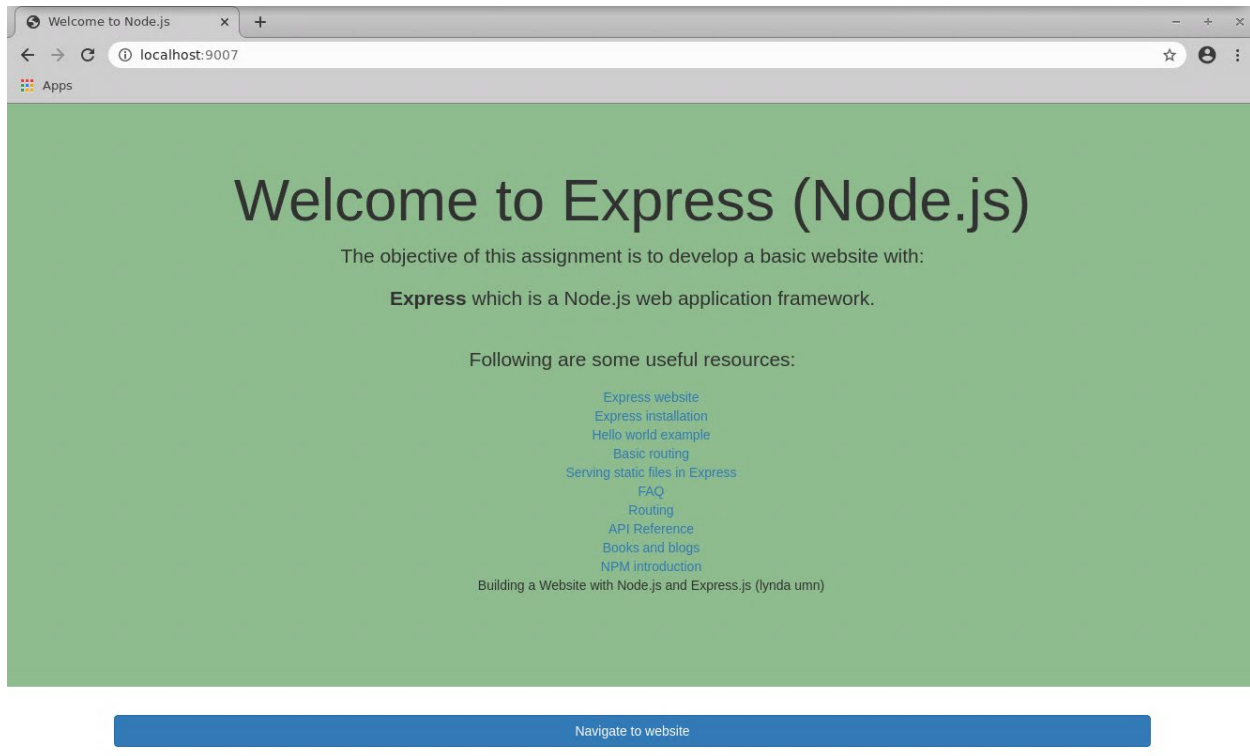 Welcome to Node.js
localhost:9007
Apps
Welcome to Express (Node.js)
The objective of this assignment is to develop a basic website with:
Express which is a Node.js web application framework.
Following are some useful resources:
Express website
Express installation
Hello world example
Basic routing
Serving static files in Express
FAQ
Routing
API Reference
Books and blogs
NPM introduction
Building a Website with Node.js and Express.js (lynda umn)
Navigate to website